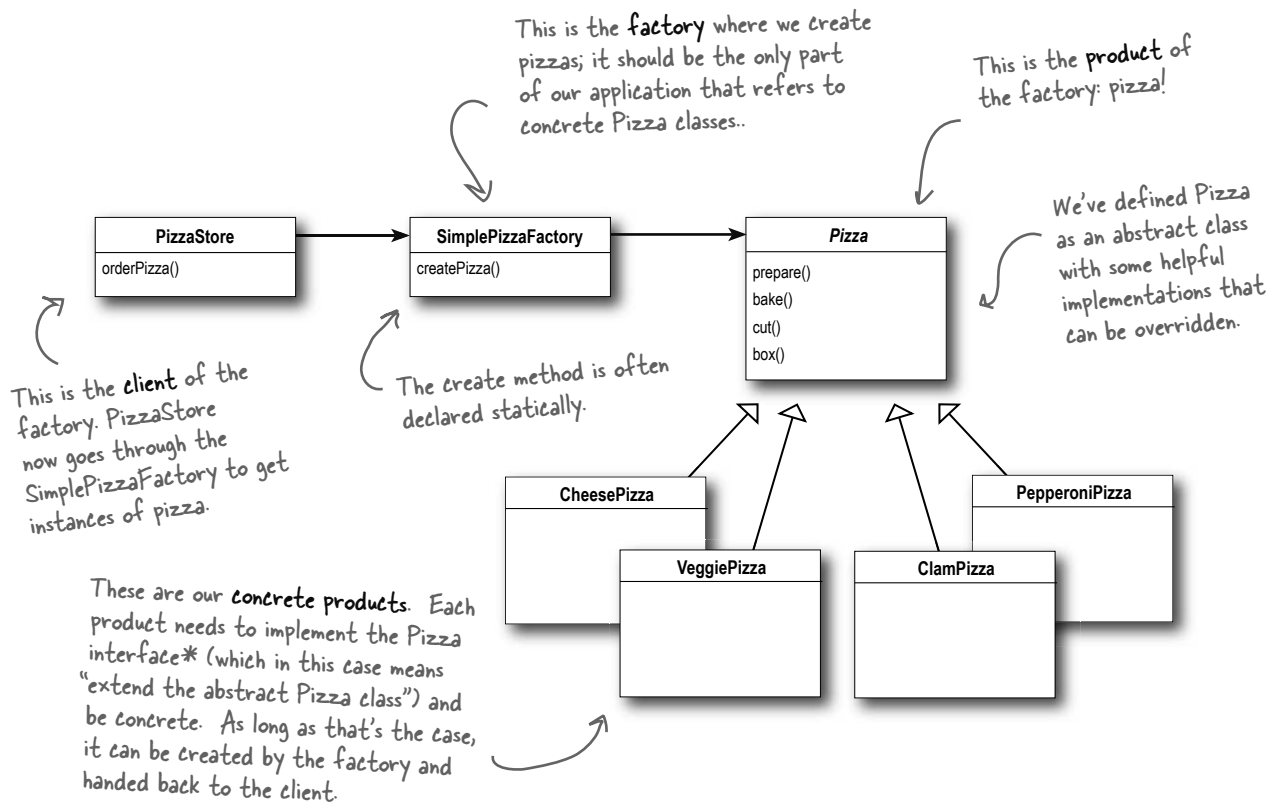 This is the factory where we create
pizzas; it should be the only part
of our application that refers to
concrete Pizza classes..
This is the product of
the factory: pizza!
We've defined Pizza
as an abstract class
with some helpful
implementations that
can be overridden.
PizzaStore
orderPizza()
SimplePizzaFactory
createPizza()
Pizza
prepare()
bake()
cut()
box()
This is the client of the
factory. PizzaStore
now goes through the
SimplePizzaFactory to get
instances of pizza.
The create method is often
declared statically.
CheesePizza
VeggiePizza
ClamPizza
PepperoniPizza
These are our concrete products. Each
product needs to implement the Pizza
interface* (which in this case means
“extend the abstract Pizza class”) and
be concrete. As long as that's the case,
it can be created by the factory and
handed back to the client.